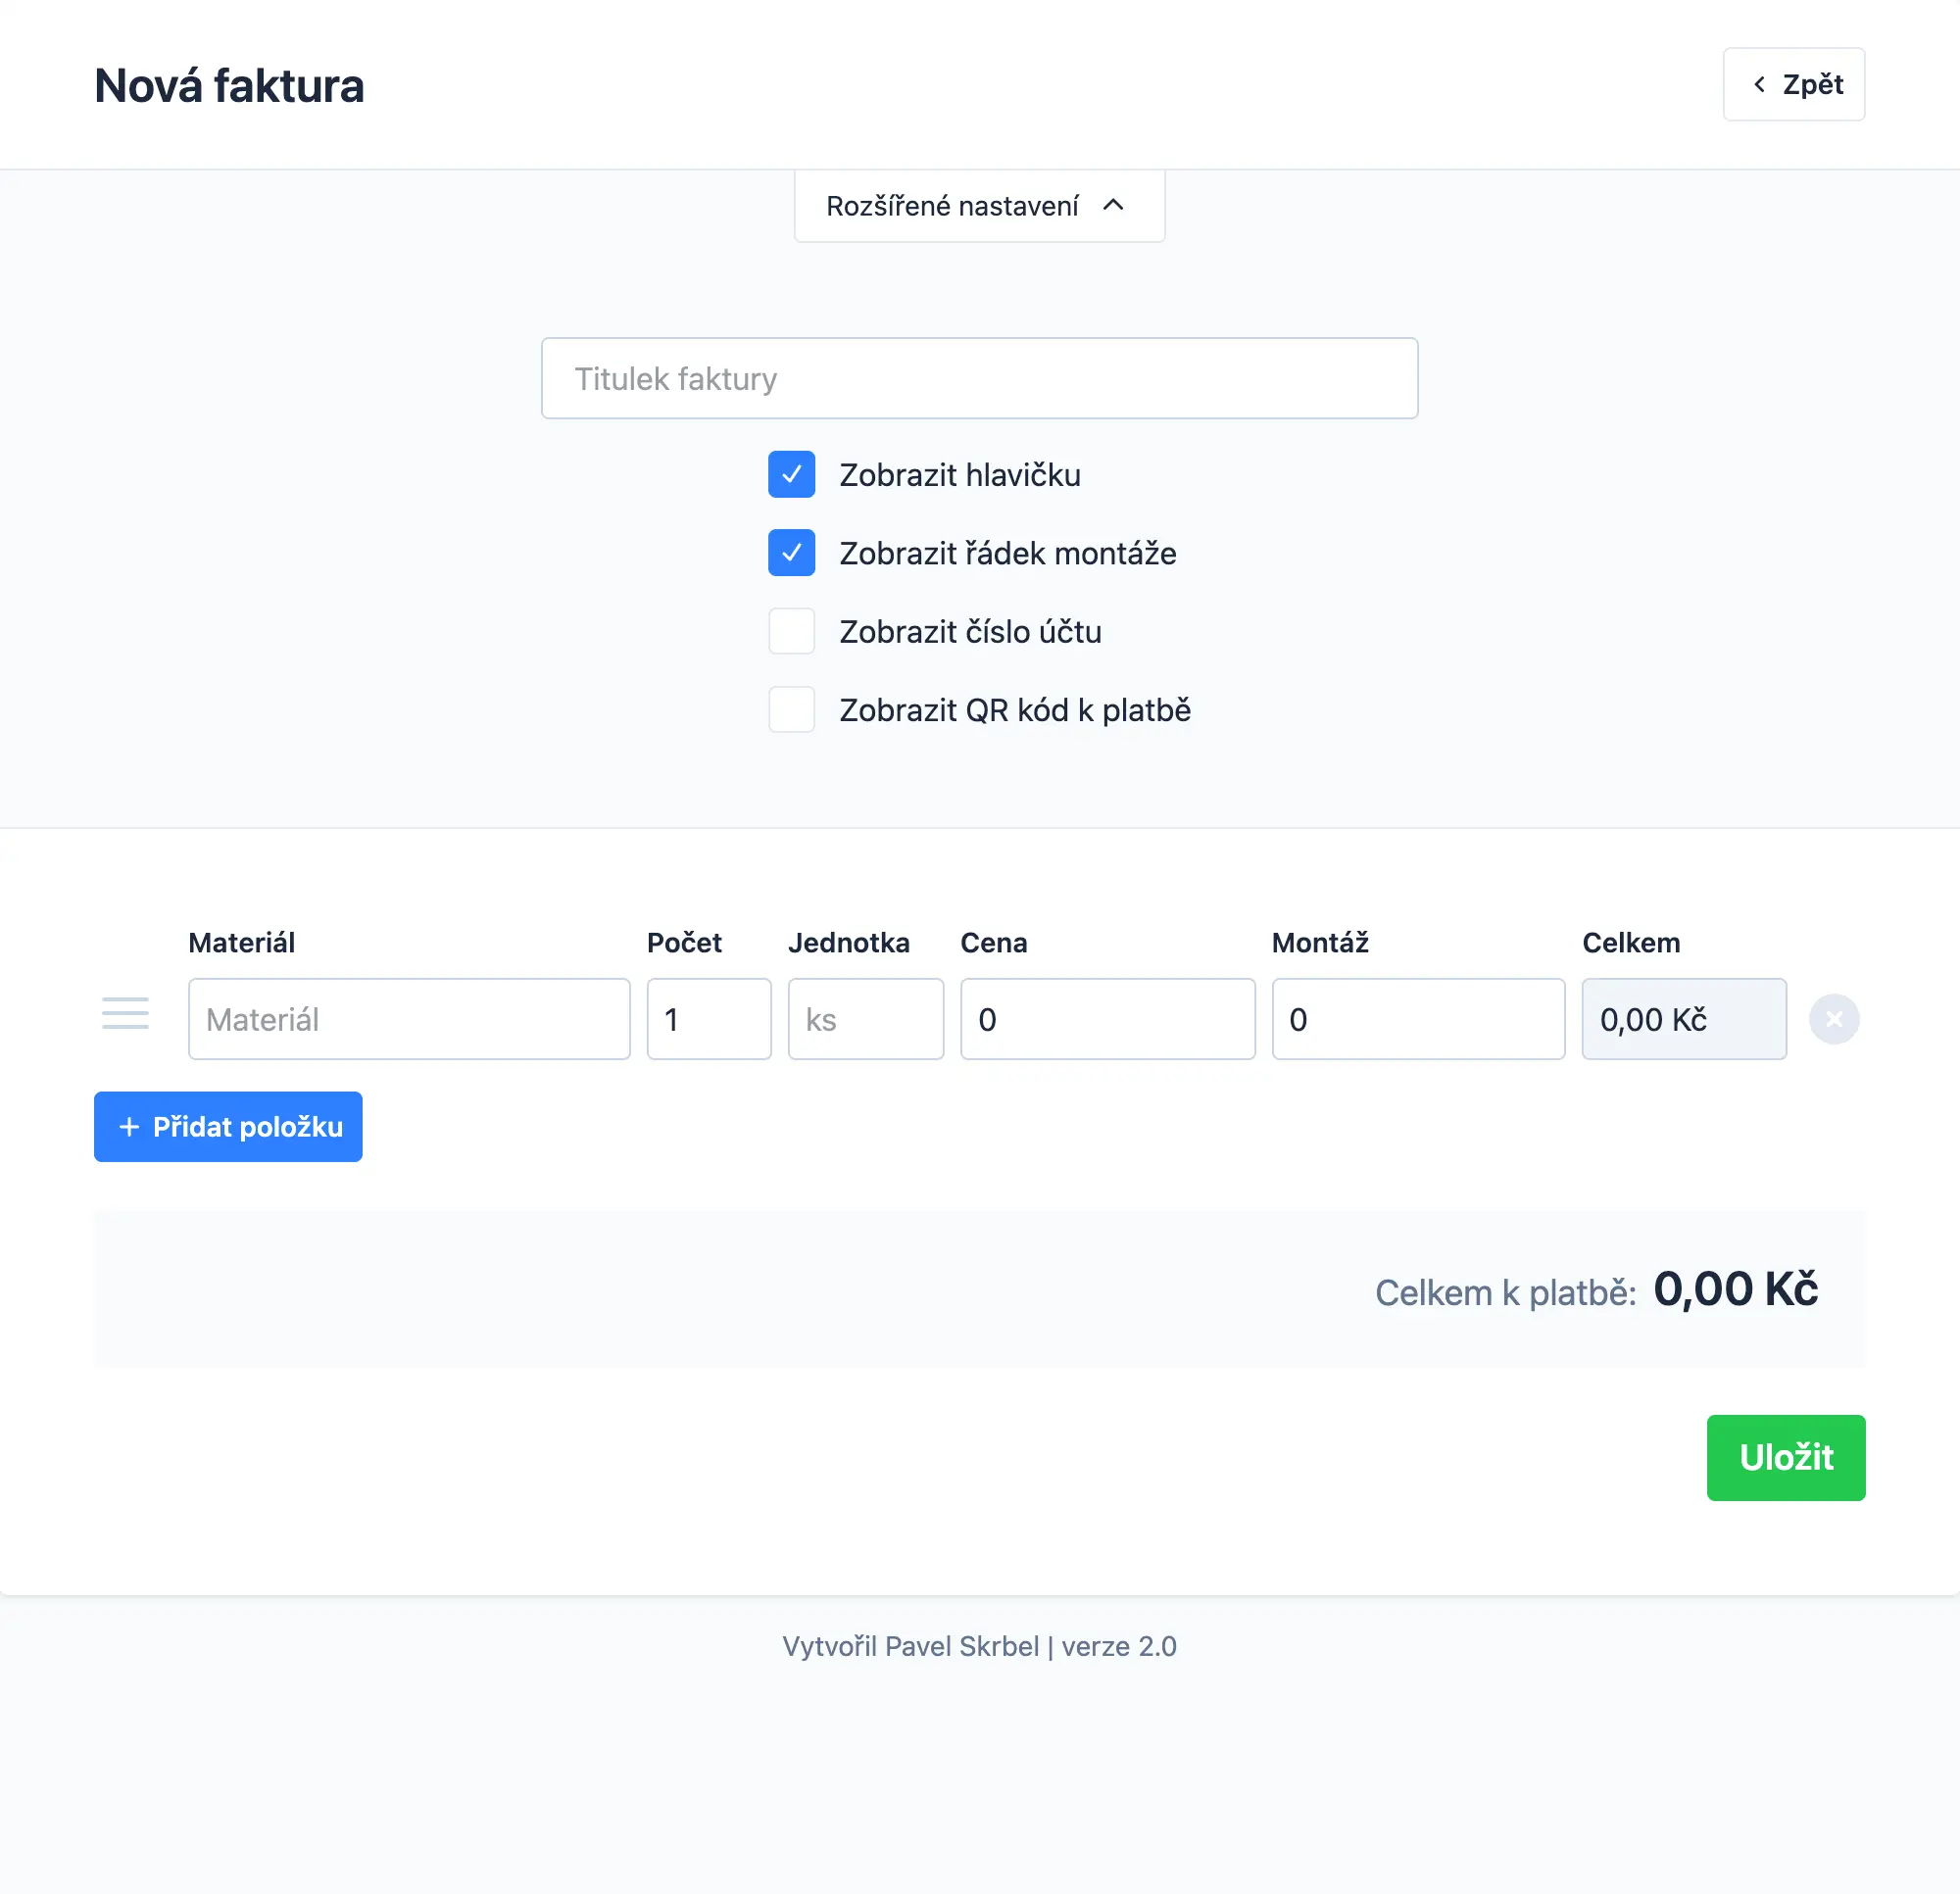 Nová faktura
Zpět
Rozšířené nastavení
Titulek faktury
Zobrazit hlavičku
Zobrazit řádek montáže
Zobrazit číslo účtu
Zobrazit QR kód k platbě
Materiál Počet Jednotka Cena Montáž Celkem
Materiál 1 ks 0 0 0,00 Kč
+ Přidat položku
Celkem k platbě: 0,00 Kč
Uložit
Vytvořil Pavel Skrbel | verze 2.0